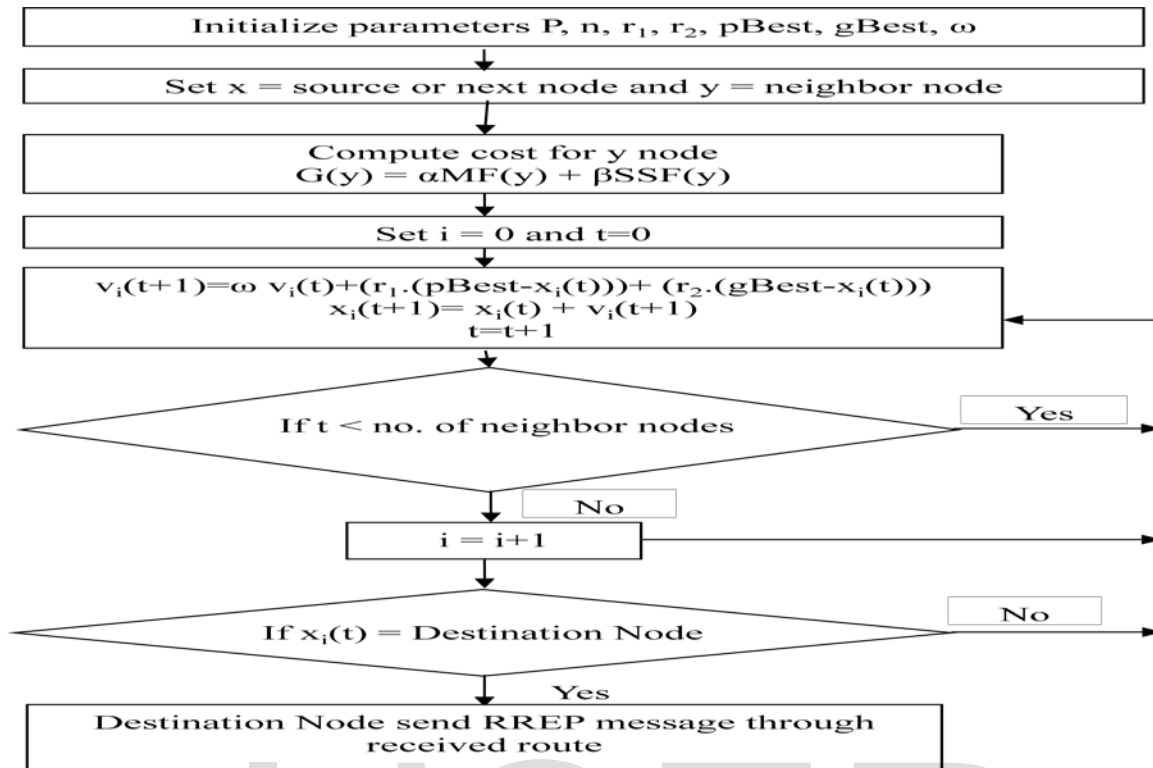 Initialize parameters P, n, r₁, r₂, pBest, gBest, ω
Set x = source or next node and y = neighbor node
Compute cost for y node
G(y) = αMF(y) + βSSF(y)
Set i = 0 and t=0
vᵢ(t+1)=ω vᵢ(t)+(r₁.(pBest-xᵢ(t)))+ (r₂.(gBest-xᵢ(t)))
xᵢ(t+1)= xᵢ(t) + vᵢ(t+1)
t=t+1
If t < no. of neighbor nodes
Yes
No
i = i+1
If xᵢ(t) = Destination Node
No
Yes
Destination Node send RREP message through
received route